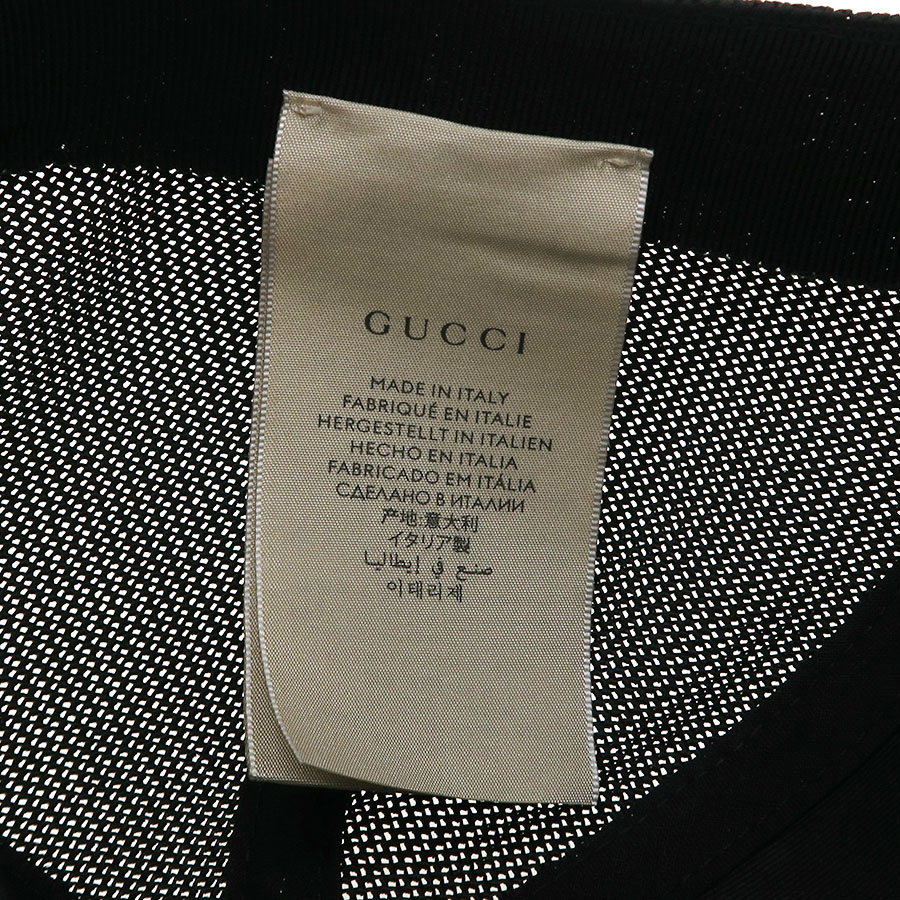 GUCCI
MADE IN ITALY
FABRIQUÉ EN ITALIE
HERGESTELLT IN ITALIEN
HECHO EN ITALIA
FABRICADO EM ITÁLIA
СДЕЛАНО В ИТАЛИИ
产地:意大利
イタリア製
صنع في إيطاليا
이태리제